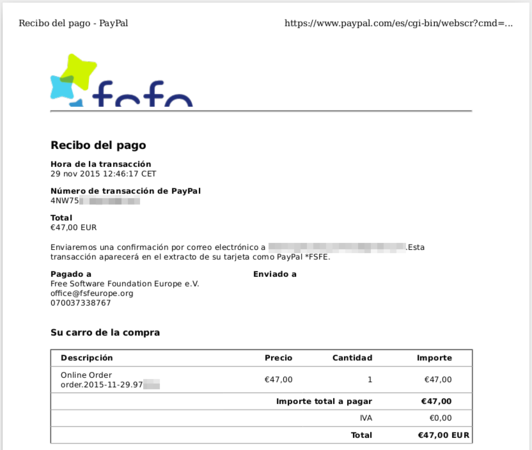 Recibo del pago - PayPal https://www.paypal.com/es/cgi-bin/webscr?cmd=...
fsfe
Recibo del pago
Hora de la transacción
29 nov 2015 12:46:17 CET
Número de transacción de PayPal
4NW75
Total
€47,00 EUR
Enviaremos una confirmación por correo electrónico a .Esta
transacción aparecerá en el extracto de su tarjeta como PayPal *FSFE.
Pagado a Enviado a
Free Software Foundation Europe e.V.
office@fsfeurope.org
070037338767
Su carro de la compra
Descripción Precio Cantidad Importe
Online Order
order.2015-11-29.97 €47,00 1 €47,00
Importe total a pagar €47,00
IVA €0,00
Total €47,00 EUR